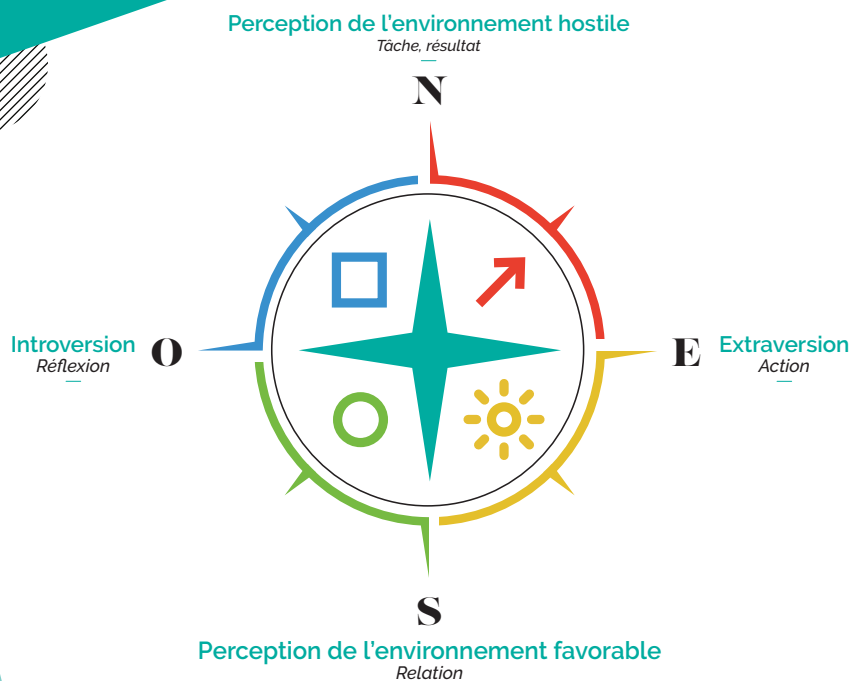 Perception de l’environnement hostile
Tâche, résultat
N
Introversion
Réflexion
O
E
Extraversion
Action
S
Perception de l’environnement favorable
Relation